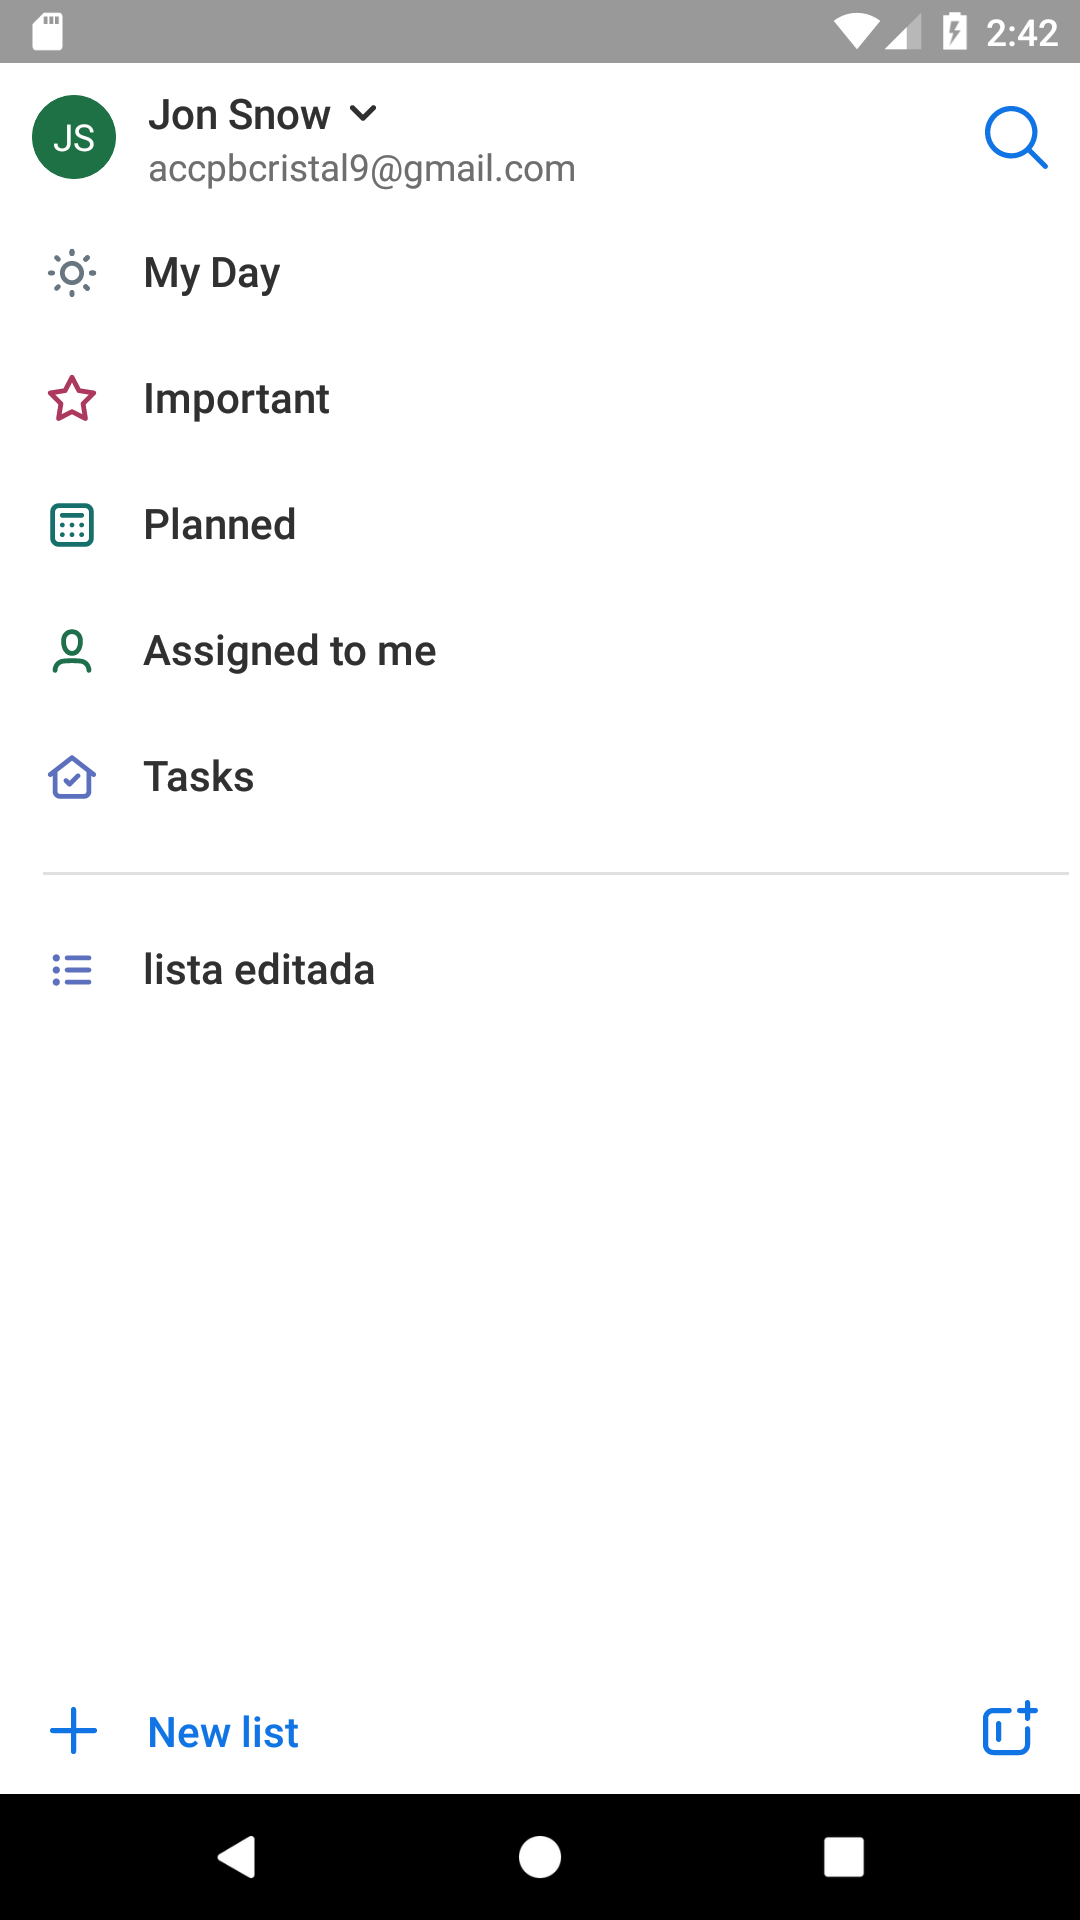 2:42
JS
Jon Snow
accpbcristal9@gmail.com
My Day
Important
Planned
Assigned to me
Tasks
lista editada
New list